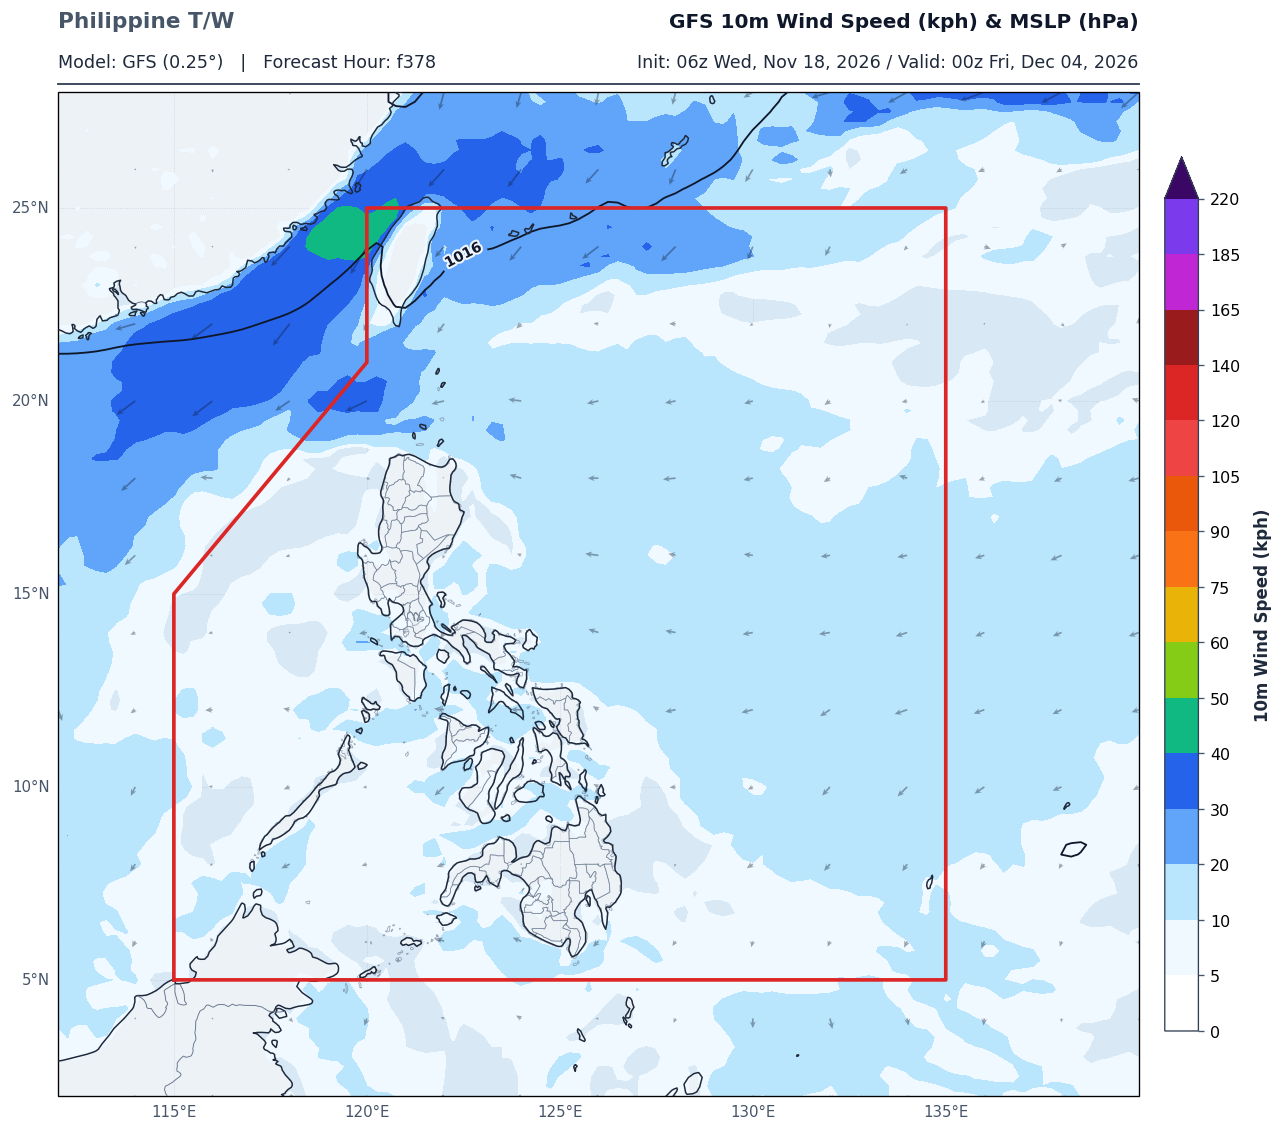 Philippine T/W
GFS 10m Wind Speed (kph) & MSLP (hPa)
Model: GFS (0.25°) | Forecast Hour: f378
Init: 06z Wed, Nov 18, 2026 / Valid: 00z Fri, Dec 04, 2026
25°N
20°N
15°N
10°N
5°N
115°E
120°E
125°E
130°E
135°E
1016
220
185
165
140
120
105
90
75
60
50
40
30
20
10
5
0
10m Wind Speed (kph)